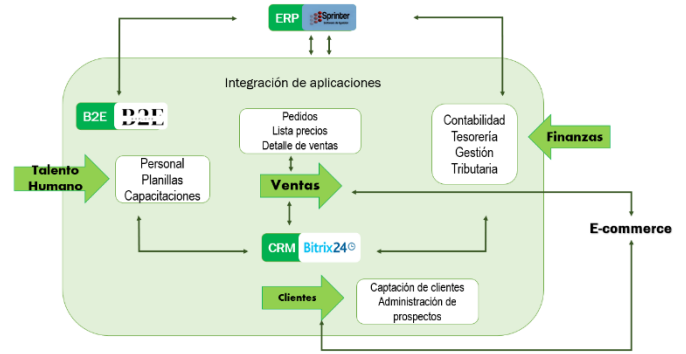 ERP Sprinter
Integración de aplicaciones
B2E B2E
Pedidos
Lista precios
Detalle de ventas
Contabilidad
Tesorería
Gestión
Tributaria
Finanzas
Talento
Humano
Personal
Planillas
Capacitaciones
Ventas
E-commerce
CRM Bitrix24
Clientes
Captación de clientes
Administración de
prospectos